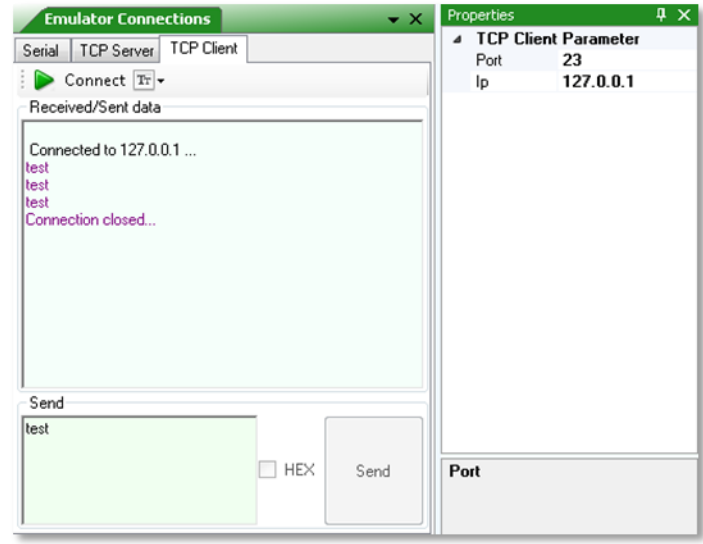 Emulator Connections
Serial TCP Server TCP Client
Connect Tt
Received/Sent data
Connected to 127.0.0.1 ...
test
test
test
Connection closed...
Send
test
HEX
Send
Properties
TCP Client Parameter
Port 23
Ip 127.0.0.1
Port